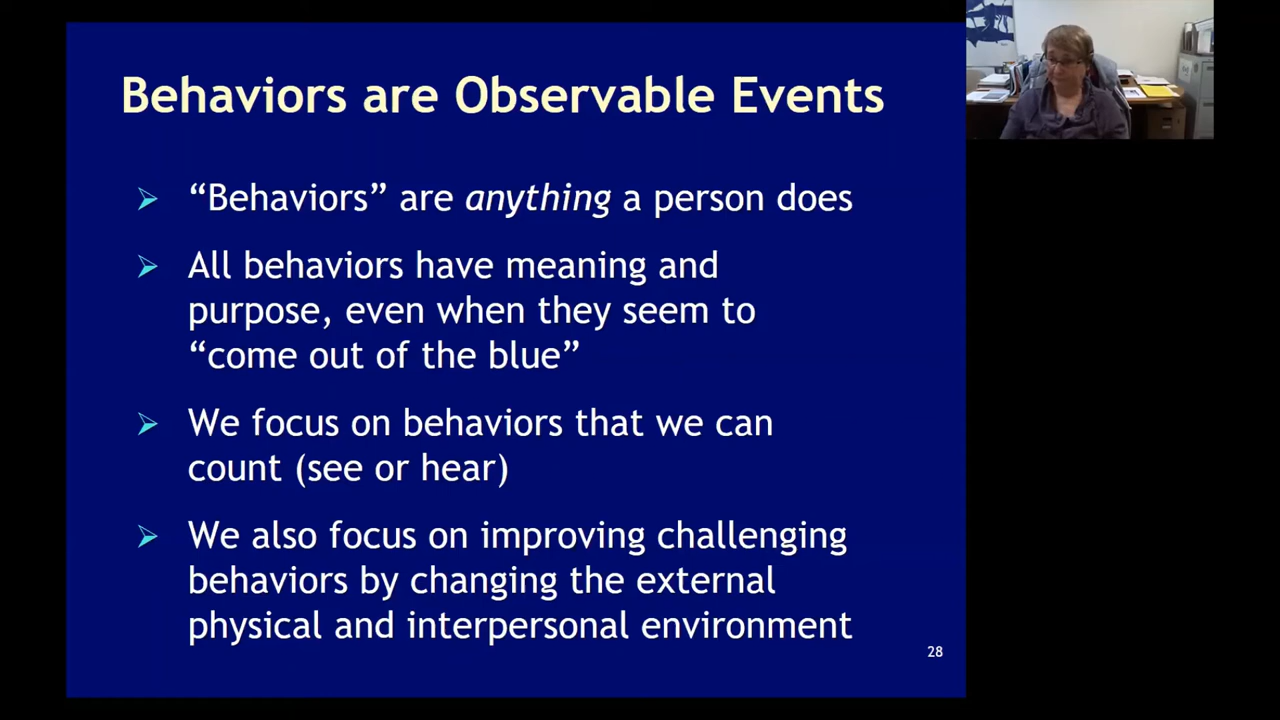 Behaviors are Observable Events
“Behaviors” are anything a person does
All behaviors have meaning and
purpose, even when they seem to
“come out of the blue”
We focus on behaviors that we can
count (see or hear)
We also focus on improving challenging
behaviors by changing the external
physical and interpersonal environment
28